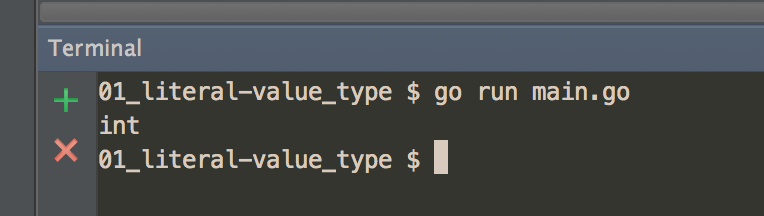 Terminal
01_literal-value_type $ go run main.go
int
01_literal-value_type $